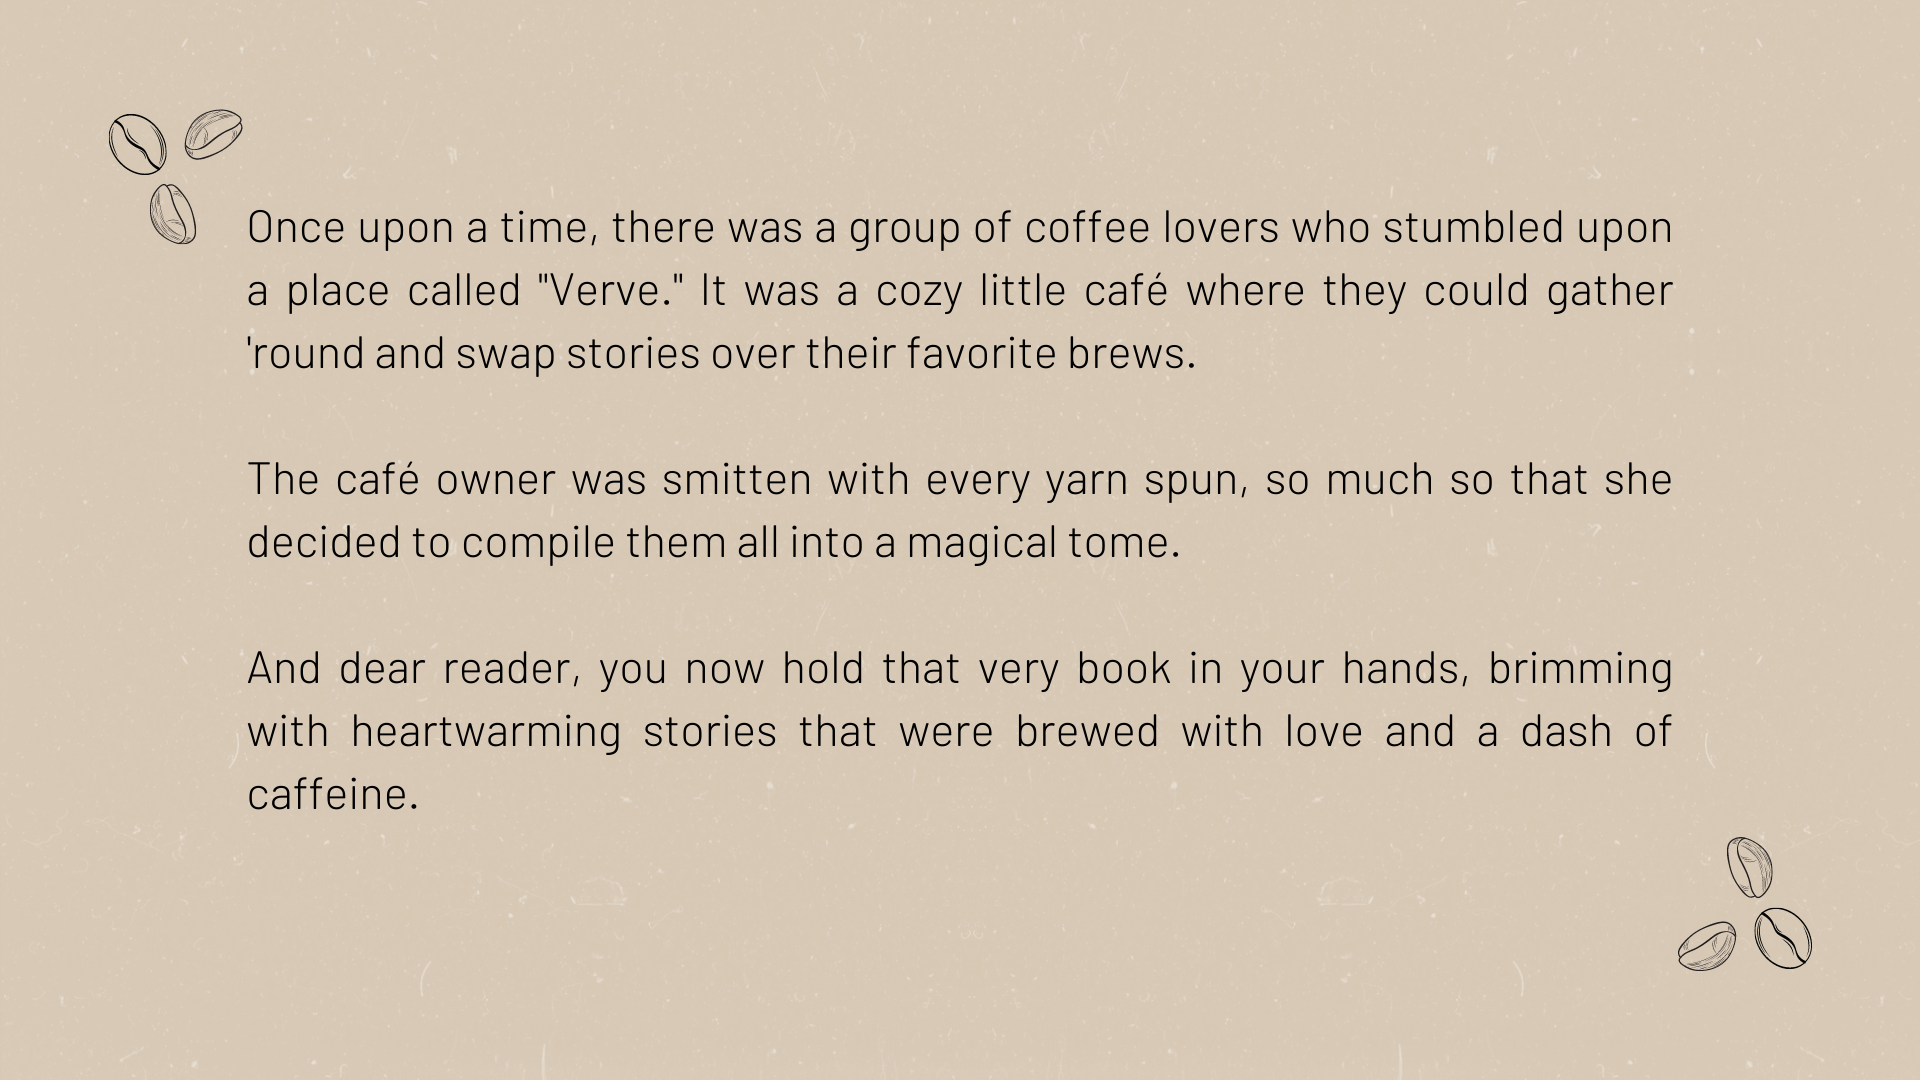 Once upon a time, there was a group of coffee lovers who stumbled upon
a place called "Verve." It was a cozy little café where they could gather
'round and swap stories over their favorite brews.
The café owner was smitten with every yarn spun, so much so that she
decided to compile them all into a magical tome.
And dear reader, you now hold that very book in your hands, brimming
with heartwarming stories that were brewed with love and a dash of
caffeine.